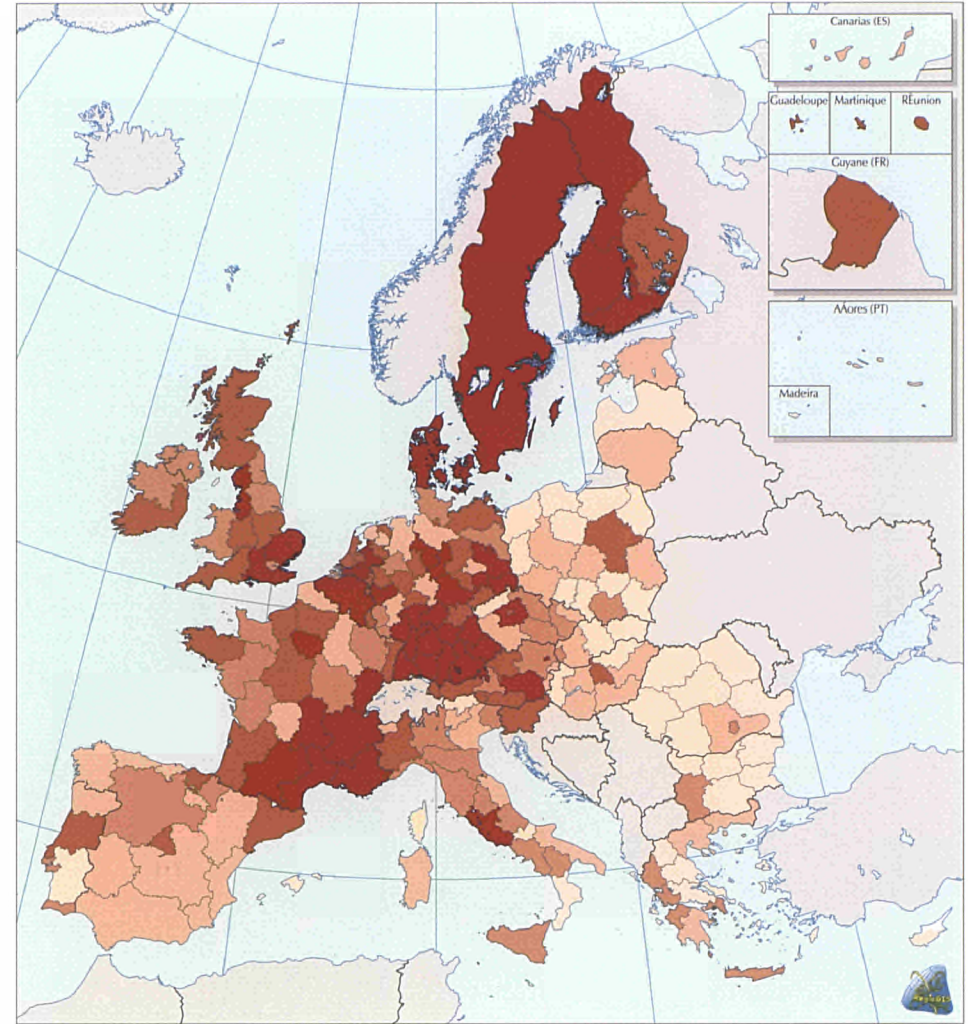 Canarias (ES)
Guadeloupe
Martinique
RÉunion
Guyane (FR)
AÁores (PT)
Madeira